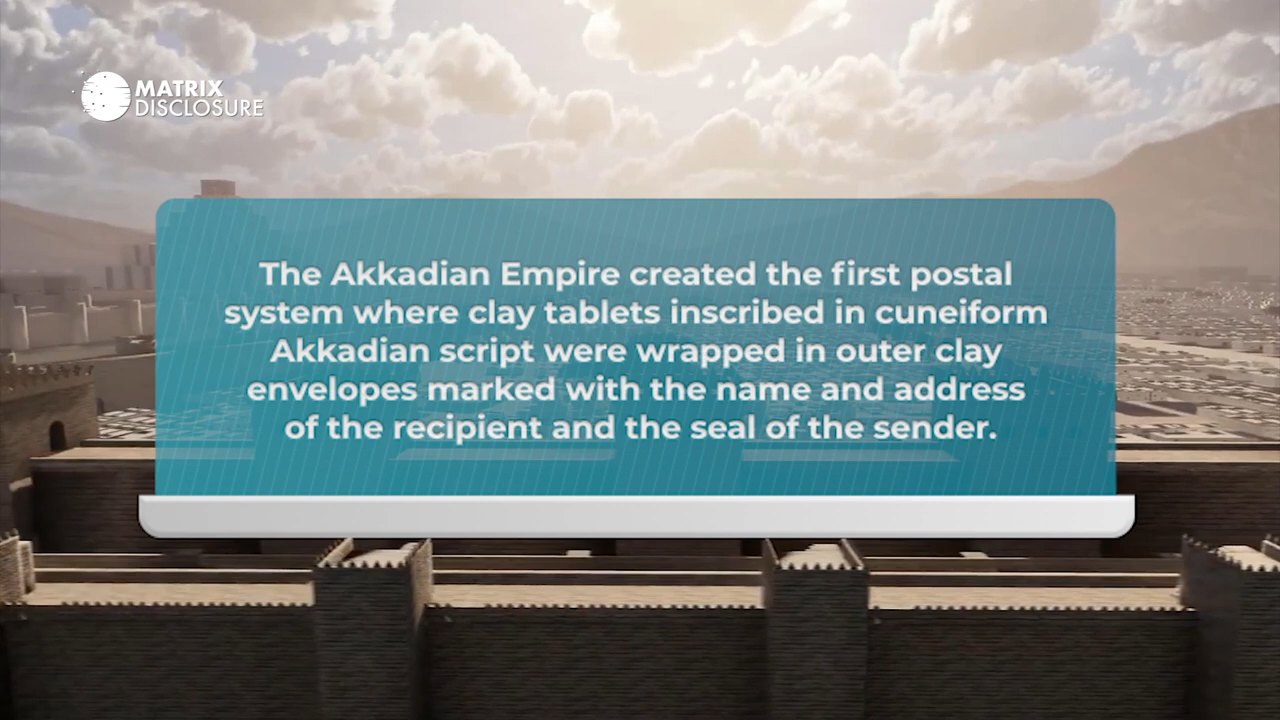 MATRIX
DISCLOSURE
The Akkadian Empire created the first postal
system where clay tablets inscribed in cuneiform
Akkadian script were wrapped in outer clay
envelopes marked with the name and address
of the recipient and the seal of the sender.